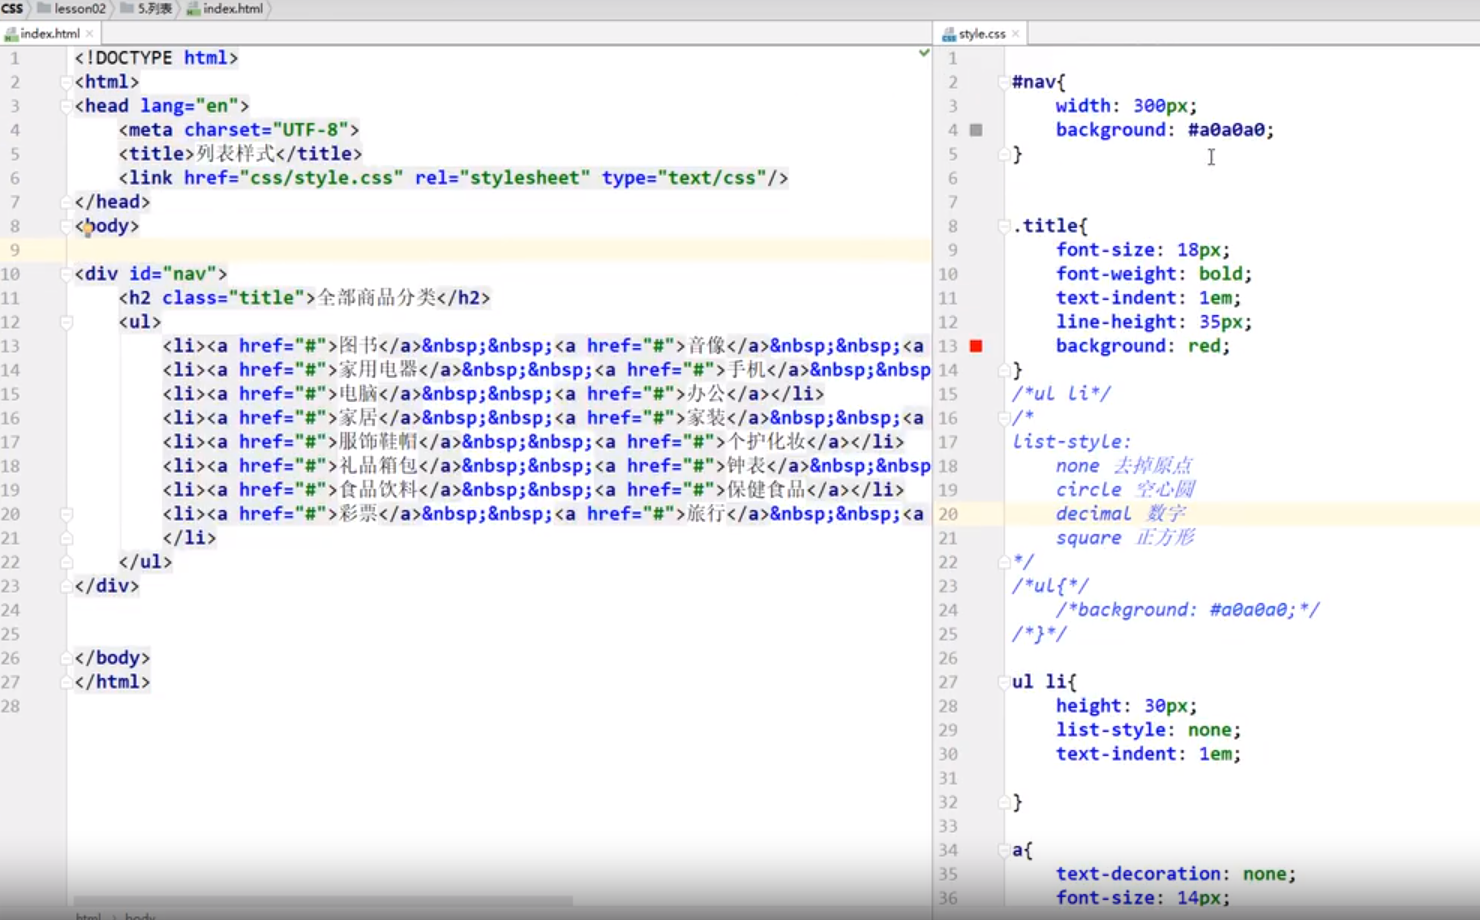 CSS lesson02 5.列表 index.html
index.html
1 <!DOCTYPE html>
2 <html>
3 <head lang="en">
4 <meta charset="UTF-8">
5 <title>列表样式</title>
6 <link href="css/style.css" rel="stylesheet" type="text/css"/>
7 </head>
8 <body>
9
10 <div id="nav">
11 <h2 class="title">全部商品分类</h2>
12 <ul>
13 <li><a href="#">图书</a>&nbsp;&nbsp;<a href="#">音像</a>&nbsp;&nbsp;<a
14 <li><a href="#">家用电器</a>&nbsp;&nbsp;<a href="#">手机</a>&nbsp;&nbsp
15 <li><a href="#">电脑</a>&nbsp;&nbsp;<a href="#">办公</a></li>
16 <li><a href="#">家居</a>&nbsp;&nbsp;<a href="#">家装</a>&nbsp;&nbsp;<a
17 <li><a href="#">服饰鞋帽</a>&nbsp;&nbsp;<a href="#">个护化妆</a></li>
18 <li><a href="#">礼品箱包</a>&nbsp;&nbsp;<a href="#">钟表</a>&nbsp;&nbsp
19 <li><a href="#">食品饮料</a>&nbsp;&nbsp;<a href="#">保健食品</a></li>
20 <li><a href="#">彩票</a>&nbsp;&nbsp;<a href="#">旅行</a>&nbsp;&nbsp;<a
21 </li>
22 </ul>
23 </div>
24
25
26 </body>
27 </html>
28
html body
style.css
1
2 #nav{
3 width: 300px;
4 background: #a0a0a0;
5 }
6
7
8 .title{
9 font-size: 18px;
10 font-weight: bold;
11 text-indent: 1em;
12 line-height: 35px;
13 background: red;
14 }
15 /*ul li*/
16 /*
17 list-style:
18 none 去掉原点
19 circle 空心圆
20 decimal 数字
21 square 正方形
22 */
23 /*ul{*/
24 /*background: #a0a0a0;*/
25 /*}*/
26
27 ul li{
28 height: 30px;
29 list-style: none;
30 text-indent: 1em;
31
32 }
33
34 a{
35 text-decoration: none;
36 font-size: 14px;